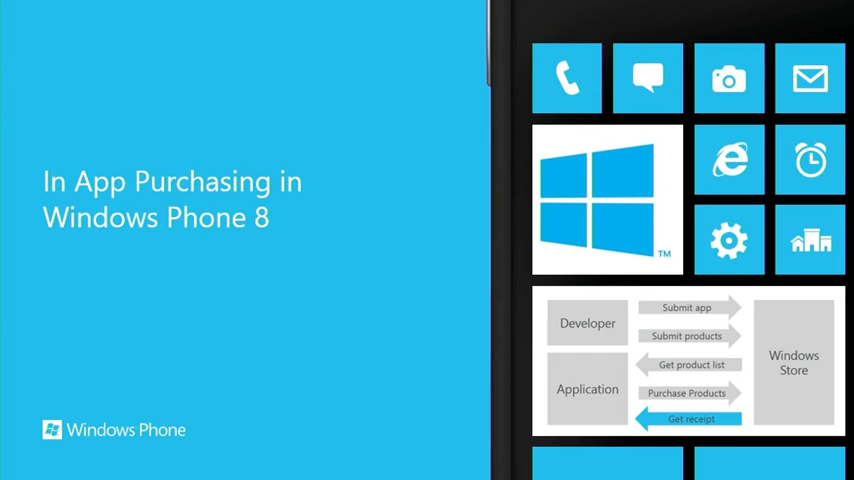 In App Purchasing in
Windows Phone 8
Windows Phone
TM
Developer
Application
Submit app
Submit products
Get product list
Purchase Products
Get receipt
Windows
Store